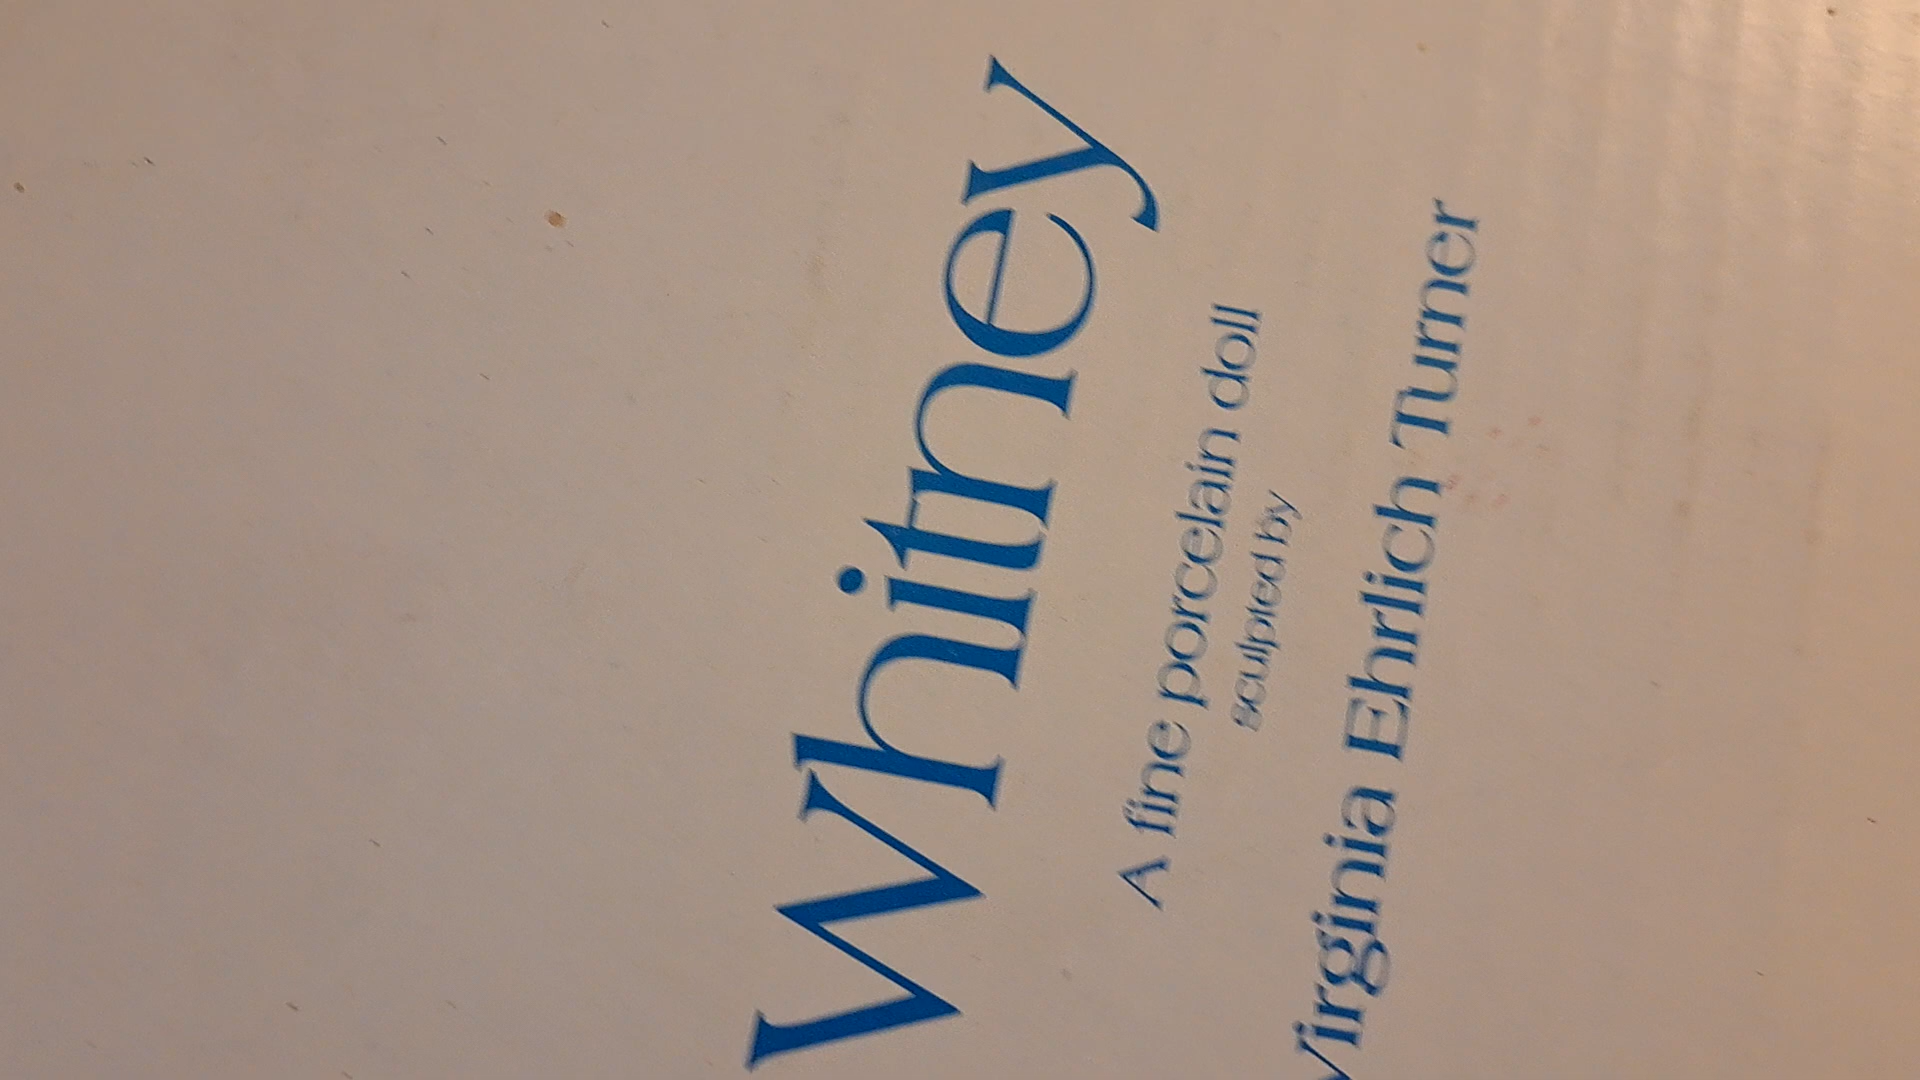 Whitney
A fine porcelain doll
sculpted by
Virginia Ehrlich Turner